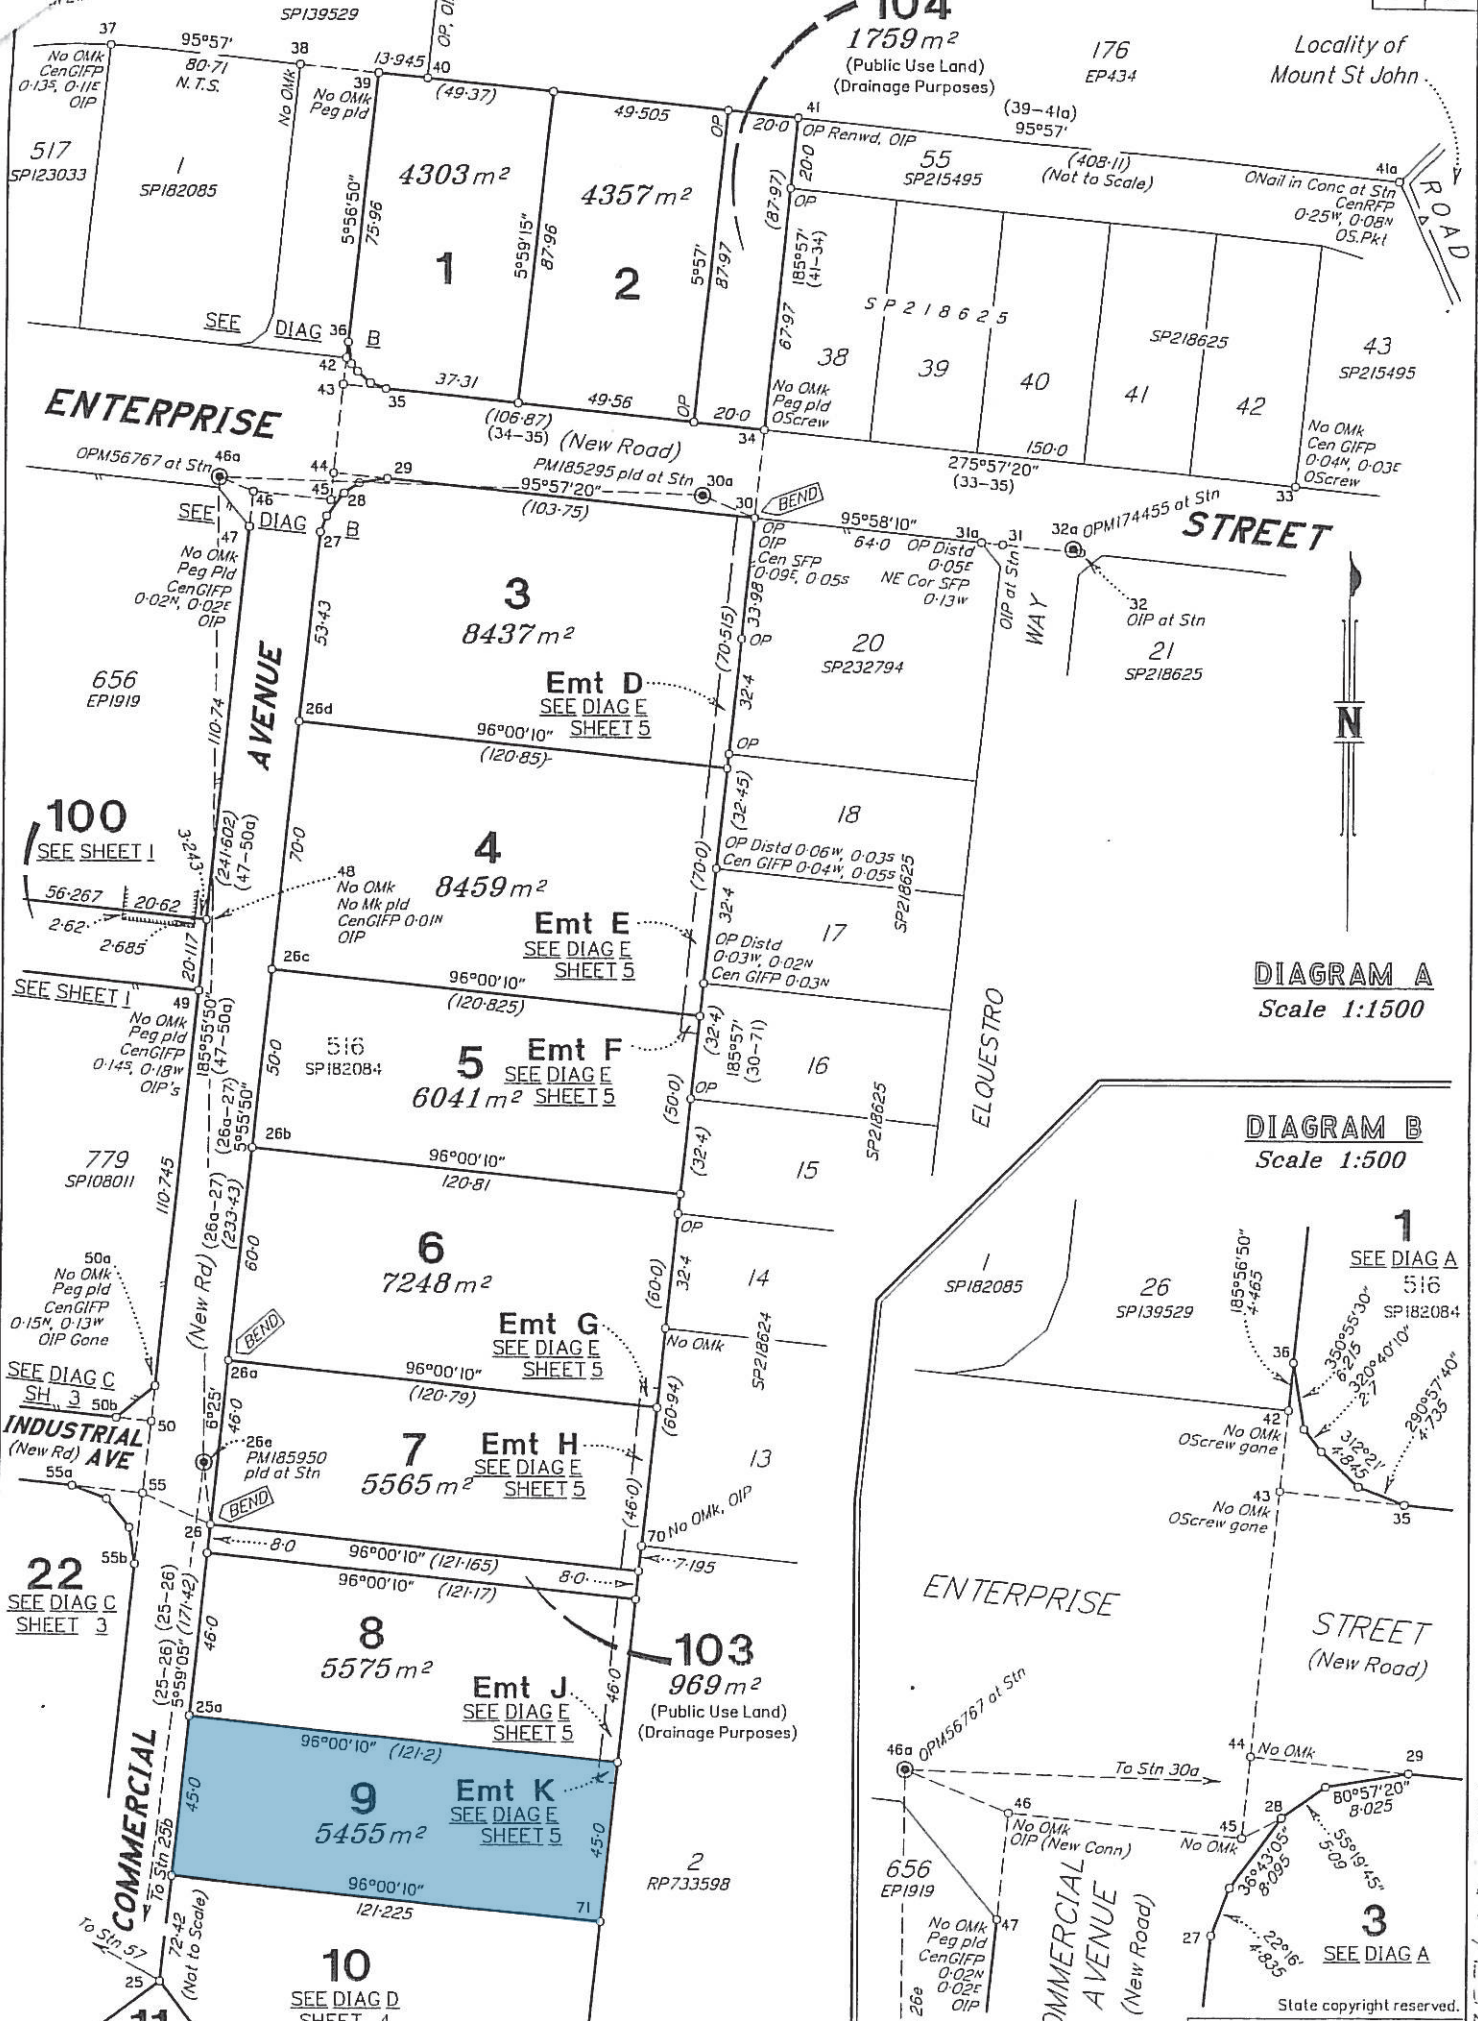 SP139529
OP,
104
1759 m²
(Public Use Land)
(Drainage Purposes)
176
EP434
Locality of
Mount St John
37
95°57'
80·71
N.T.S.
38
13·945
39
40
(49·37)
49·505
OP
20·0
41
OP Renwd, OIP
(39-41a)
95°57'
(408·11)
(Not to Scale)
41a
ROAD
No OMk
CenGIFP
0·13S, 0·11E
OIP
No OMk
No OMk
Peg pld
517
SP123033
1
SP182085
5°56'50"
75·96
4303 m²
1
5°59'15"
87·96
4357 m²
2
5°57'
87·97
(87·97)
20·0
OP
185°57'
(41-34)
67·97
55
SP215495
ONail in Conc at Stn
CenRFP
0·25W, 0·08N
OS.Pkt
SP218625
38
39
40
41
42
SP218625
43
SP215495
SEE DIAG B
36
42
43
35
37·31
(106·87)
(34-35)
49·56
OP
20·0
34
No OMk
Peg pld
OScrew
150·0
275°57'20"
(33-35)
33
No OMk
Cen GIFP
0·04N, 0·03E
OScrew
ENTERPRISE
(New Road)
STREET
OPM56767 at Stn
46a
44
29
PM185295 pld at Stn
30a
95°57'20"
(103·75)
30
BEND
95°58'10"
64·0
31a
31
32a
OPM174455 at Stn
46
45
28
SEE DIAG B
47
27
No OMk
Peg Pld
CenGIFP
0·02N, 0·02E
OIP
OP
OIP
Cen SFP
0·09E, 0·05S
OP Distd
0·05E
NE Cor SFP
0·13W
OIP at Stn
WAY
32
OIP at Stn
21
SP218625
20
SP232794
33·98
OP
(70·515)
32·4
OP
53·43
3
8437 m²
Emt D
SEE DIAG E
SHEET 5
656
EP1919
110·74
AVENUE
26d
96°00'10"
(120·85)
N
100
SEE SHEET 1
3·243
(241·602)
(47-50a)
70·0
4
8459 m²
(32·45)
18
OP Distd 0·06W, 0·03S
Cen GIFP 0·04W, 0·05S
SP218625
(70·0)
32·4
56·267
20·62
2·62
2·685
20·117
48
No OMk
No Mk pld
CenGIFP 0·01N
OIP
Emt E
SEE DIAG E
SHEET 5
17
OP Distd
0·03W, 0·02N
Cen GIFP 0·03N
26c
96°00'10"
(120·825)
SEE SHEET 1
49
No OMk
Peg pld
CenGIFP
0·14S, 0·18W
OIP's
185°55'50"
(47-50a)
(26a-27)
5°55'50"
50·0
516
SP182084
5
6041 m²
Emt F
SEE DIAG E
SHEET 5
(32·4)
185°57'
(30-71)
(50·0)
OP
16
SP218625
ELQUESTRO
DIAGRAM A
Scale 1:1500
26b
96°00'10"
120·81
(32·4)
15
779
SP108011
110·745
(26a-27)
(233·43)
(New Rd)
60·0
6
7248 m²
OP
(60·0)
32·4
14
No OMk
SP218624
50a
No OMk
Peg pld
CenGIFP
0·15N, 0·13W
OIP Gone
BEND
26a
96°00'10"
(120·79)
Emt G
SEE DIAG E
SHEET 5
SEE DIAG C
SH 3
50b
50
INDUSTRIAL
(New Rd) AVE
6°25'
46·0
26e
PM185950
pld at Stn
7
5565 m²
Emt H
SEE DIAG E
SHEET 5
(60·94)
(46·0)
13
55a
55
BEND
26
70
No OMk, OIP
7·195
8·0
96°00'10"
(121·165)
8·0
96°00'10"
(121·17)
55b
22
SEE DIAG C
SHEET 3
(25-26)
(171·42)
(25-26)
5°59'05"
46·0
8
5575 m²
Emt J
SEE DIAG E
SHEET 5
46·0
103
969 m²
(Public Use Land)
(Drainage Purposes)
25a
96°00'10"
(121·2)
COMMERCIAL
45·0
9
5455 m²
Emt K
SEE DIAG E
SHEET 5
45·0
2
RP733598
To Stn 25b
96°00'10"
121·225
71
To Stn 57
72·42
(Not to Scale)
25
10
SEE DIAG D
11
DIAGRAM B
Scale 1:500
1
SEE DIAG A
516
SP182084
1
SP182085
26
SP139529
185°56'50"
4·465
36
350°55'30"
6·215
320°40'10"
2·7
290°57'40"
4·735
42
No OMk
OScrew gone
312°21'
4·845
43
No OMk
OScrew gone
35
ENTERPRISE
STREET
(New Road)
46a
OPM56767 at Stn
To Stn 30a
44
No OMk
29
46
No OMk
OIP (New Conn)
28
80°57'20"
8·025
No OMk
45
55°19'45"
5·09
36°43'05"
8·095
656
EP1919
47
No OMk
Peg pld
CenGIFP
0·02N
0·02E
OIP
26e
OMMERCIAL
AVENUE
(New Road)
27
22°16'
4·835
3
SEE DIAG A
State copyright reserved.